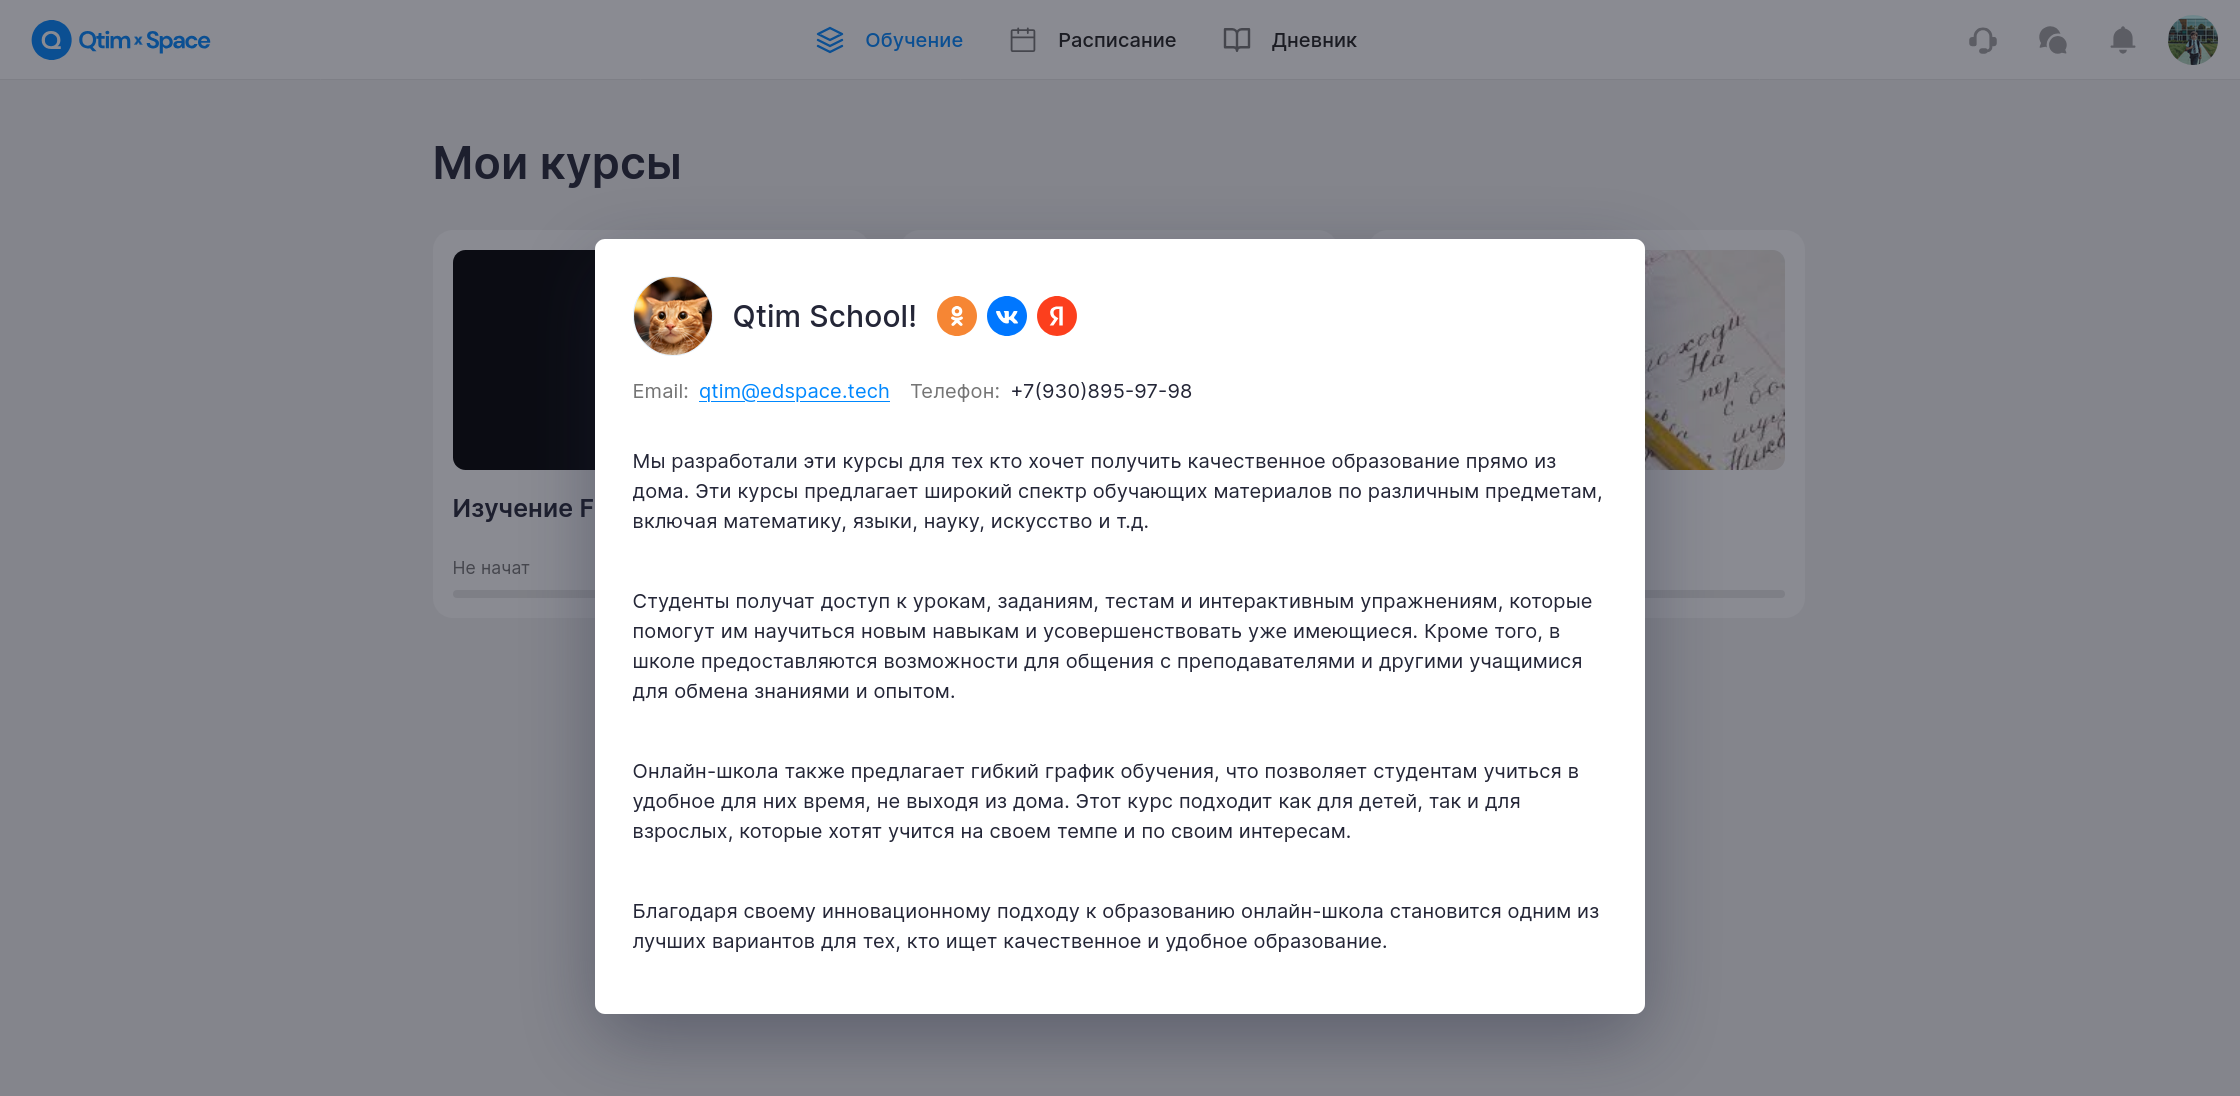 Qtim × Space
Обучение
Расписание
Дневник
Мои курсы
Изучение F
Не начат
Qtim School!
Email: qtim@edspace.tech Телефон: +7(930)895-97-98
Мы разработали эти курсы для тех кто хочет получить качественное образование прямо из
дома. Эти курсы предлагает широкий спектр обучающих материалов по различным предметам,
включая математику, языки, науку, искусство и т.д.
Студенты получат доступ к урокам, заданиям, тестам и интерактивным упражнениям, которые
помогут им научиться новым навыкам и усовершенствовать уже имеющиеся. Кроме того, в
школе предоставляются возможности для общения с преподавателями и другими учащимися
для обмена знаниями и опытом.
Онлайн-школа также предлагает гибкий график обучения, что позволяет студентам учиться в
удобное для них время, не выходя из дома. Этот курс подходит как для детей, так и для
взрослых, которые хотят учится на своем темпе и по своим интересам.
Благодаря своему инновационному подходу к образованию онлайн-школа становится одним из
лучших вариантов для тех, кто ищет качественное и удобное образование.